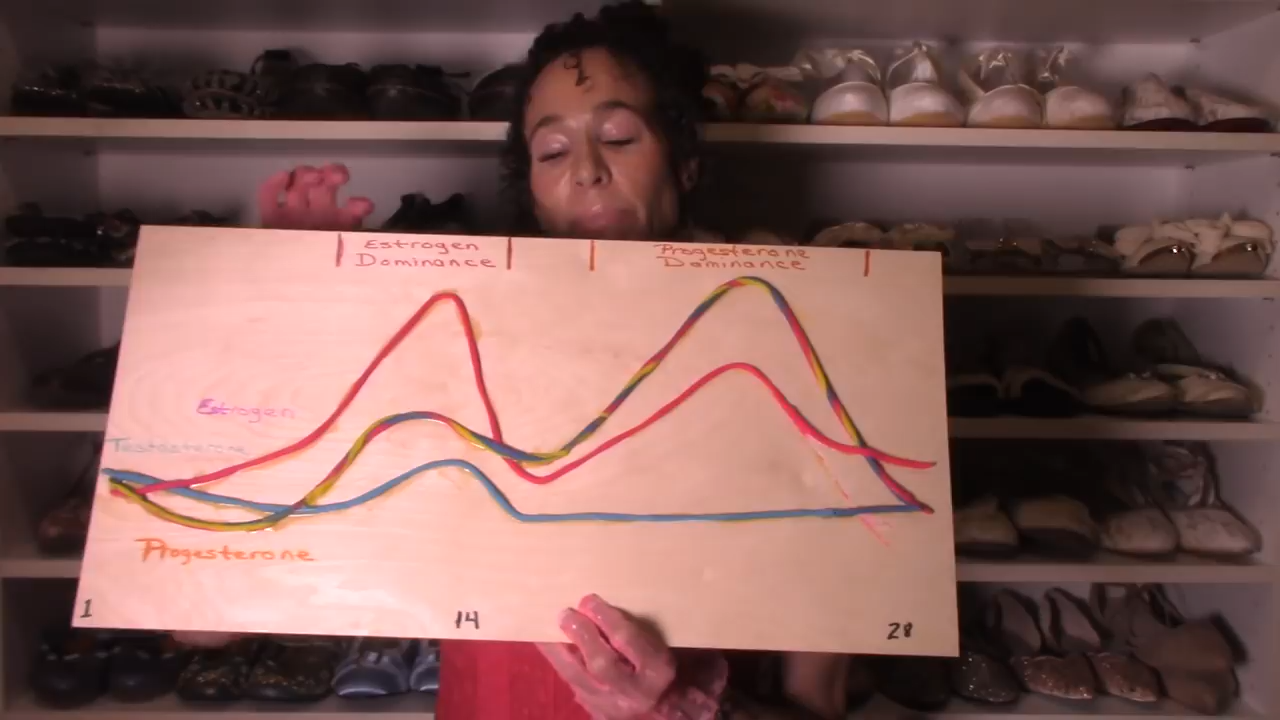 Estrogen
Dominance
Progesterone
Dominance
Estrogen
Testosterone
Progesterone
1
14
28